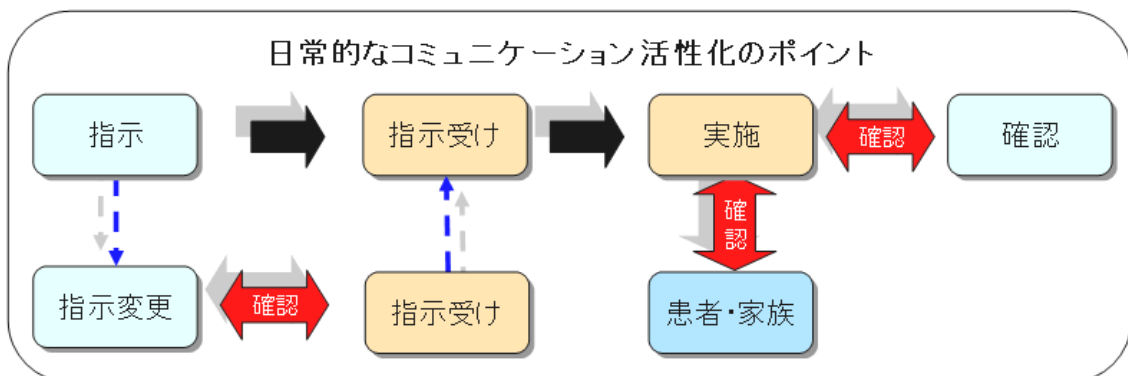 日常的なコミュニケーション活性化のポイント
指示
指示受け
実施
確認
確認
確認
指示変更
確認
指示受け
患者・家族